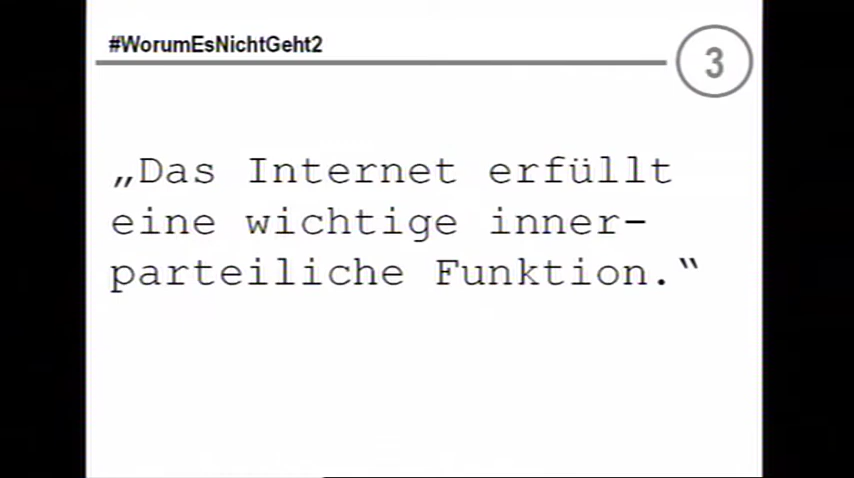 #WorumEsNichtGeht2
3
„Das Internet erfüllt
eine wichtige inner-
parteiliche Funktion.“